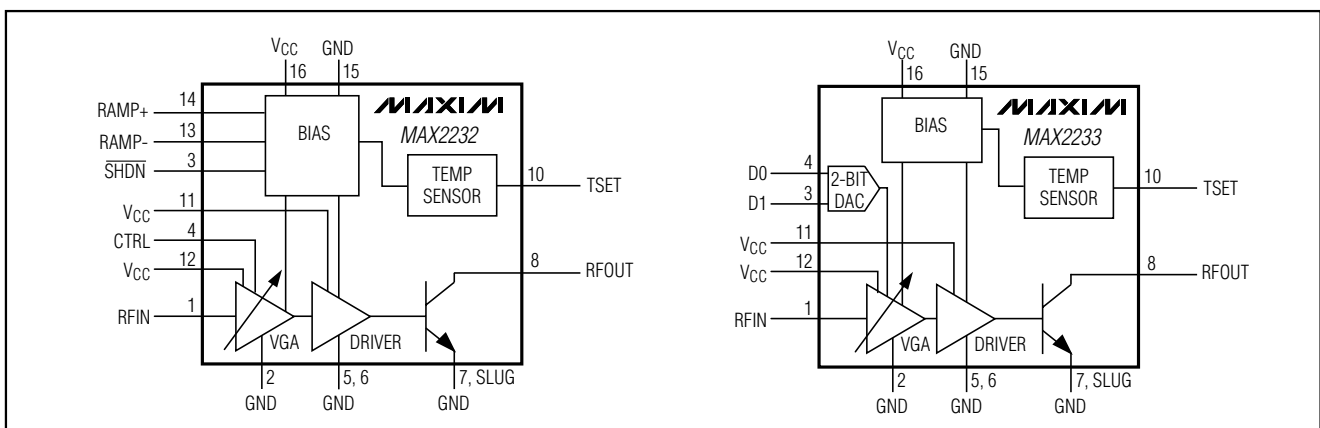 VCC GND
16 15
MAXIM
MAX2232
BIAS
RAMP+ 14
RAMP- 13
SHDN 3
TEMP
SENSOR
10 TSET
VCC 11
CTRL 4
VCC 12
8 RFOUT
RFIN 1
VGA DRIVER
2 5, 6 7, SLUG
GND GND GND
VCC GND
16 15
MAXIM
MAX2233
BIAS
D0 4
D1 3
2-BIT
DAC
TEMP
SENSOR
10 TSET
VCC 11
VCC 12
8 RFOUT
RFIN 1
VGA DRIVER
2 5, 6 7, SLUG
GND GND GND